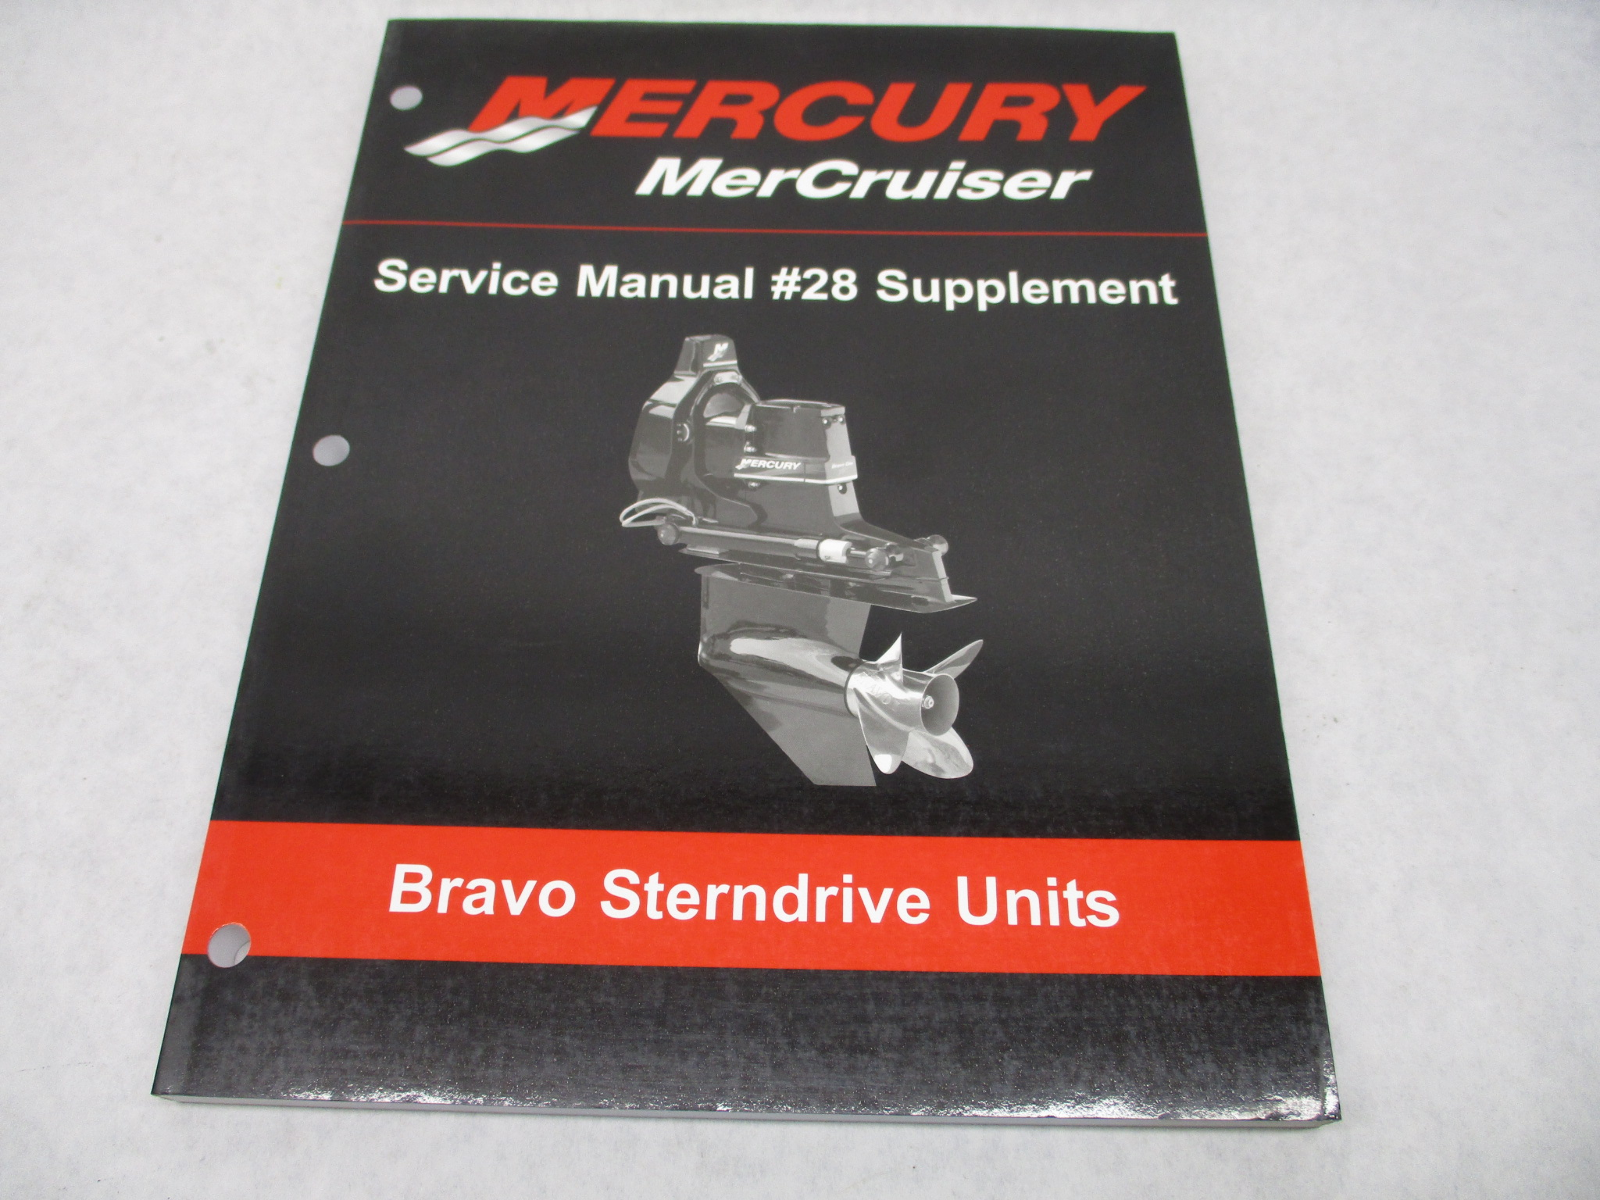 MERCURY
MerCruiser
Service Manual #28 Supplement
MERCURY
Bravo Sterndrive Units